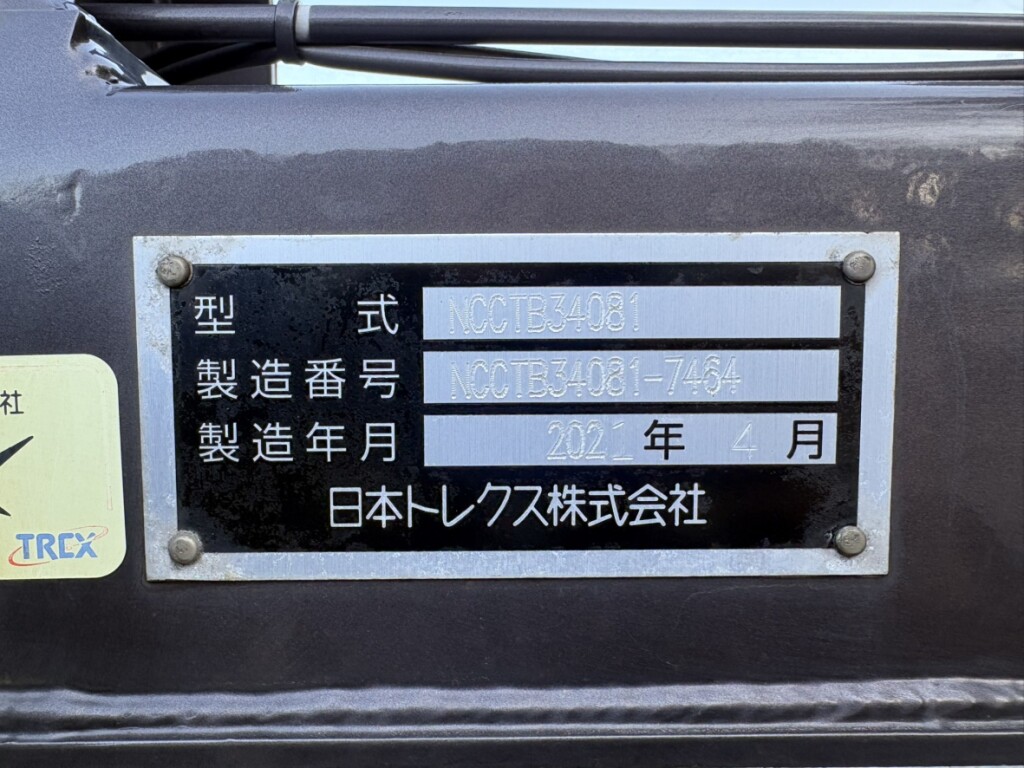 型式 NCCTB34081
製造番号 NCCTB34081-7464
製造年月 2021年4月
日本トレクス株式会社
社
TREX